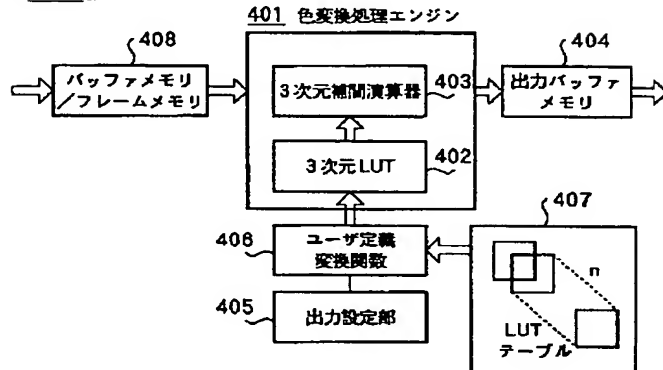 401 色変換処理エンジン
408
バッファメモリ
/フレームメモリ
3次元補間演算器
403
404
出力バッファ
メモリ
3次元LUT
402
407
406
ユーザ定義
変換関数
n
405
出力設定部
LUT
テーブル